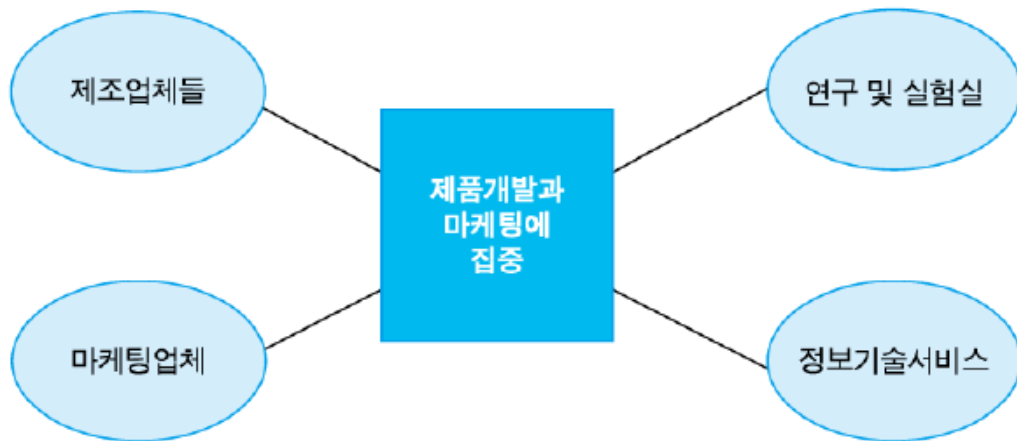 제조업체들
연구 및 실험실
제품개발과
마케팅에
집중
마케팅업체
정보기술서비스